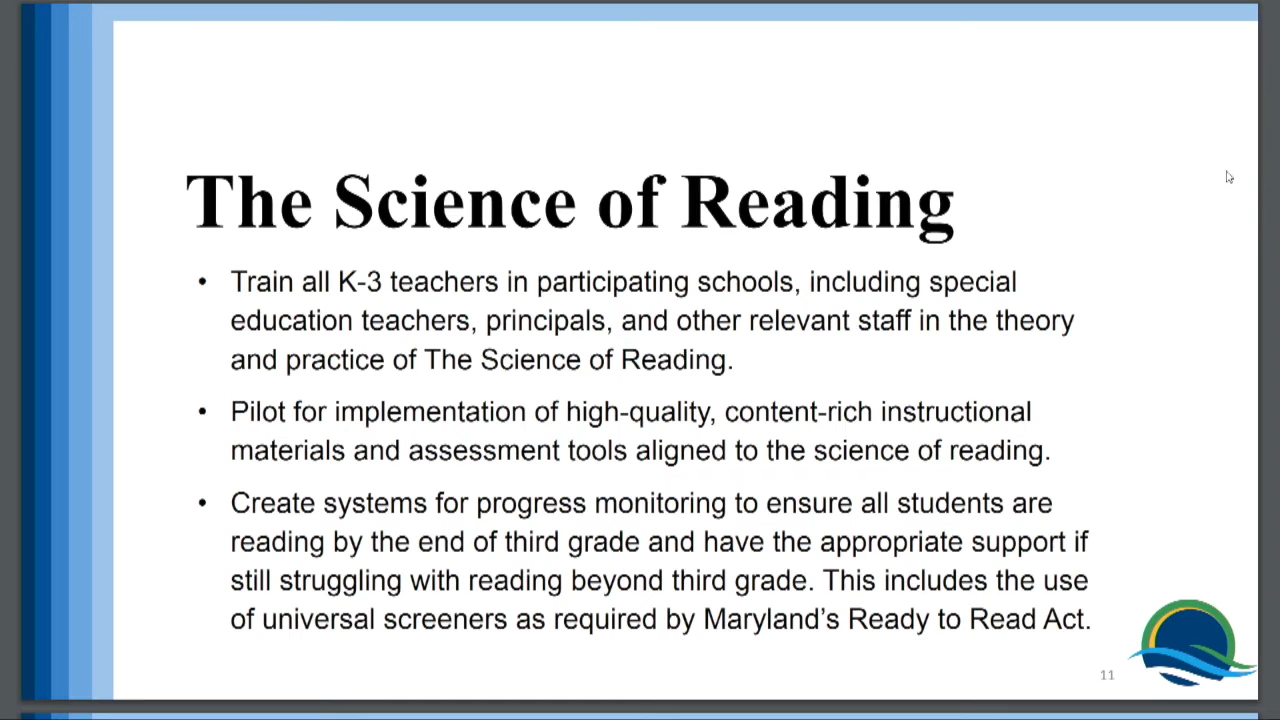 The Science of Reading
• Train all K-3 teachers in participating schools, including special
education teachers, principals, and other relevant staff in the theory
and practice of The Science of Reading.
• Pilot for implementation of high-quality, content-rich instructional
materials and assessment tools aligned to the science of reading.
• Create systems for progress monitoring to ensure all students are
reading by the end of third grade and have the appropriate support if
still struggling with reading beyond third grade. This includes the use
of universal screeners as required by Maryland’s Ready to Read Act.
11